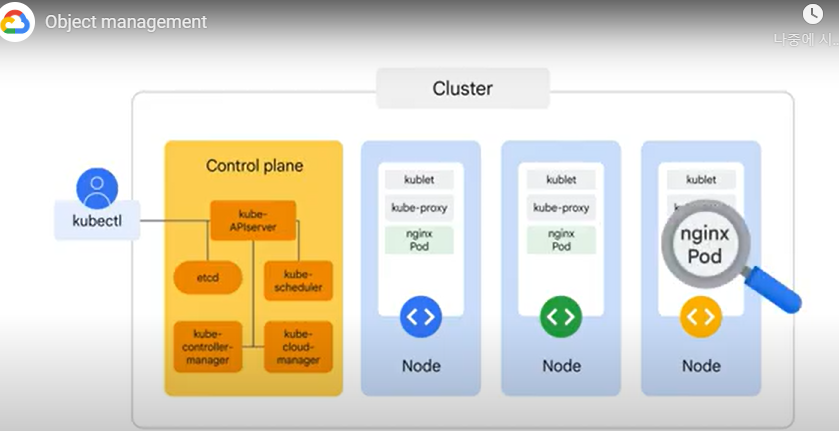 Object management
나중에 시...
Cluster
Control plane
kubectl
kube-
APIserver
etcd
kube-
scheduler
kube-
controller-
manager
kube-
cloud-
manager
kublet
kube-proxy
nginx
Pod
Node
kublet
kube-proxy
nginx
Pod
Node
kublet
nginx
Pod
Node